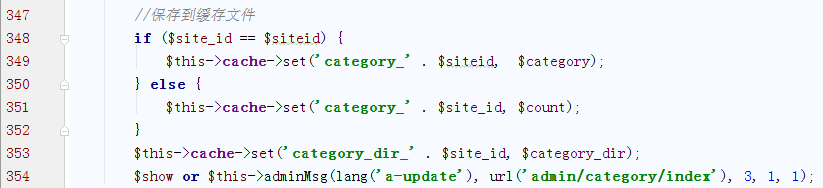 347 //保存到缓存文件
348 if ($site_id == $siteid) {
349 $this->cache->set('category_' . $siteid,  $category);
350 } else {
351 $this->cache->set('category_' . $site_id, $count);
352 }
353 $this->cache->set('category_dir_' . $site_id, $category_dir);
354 $show or $this->adminMsg(lang('a-update'), url('admin/category/index'), 3, 1, 1);